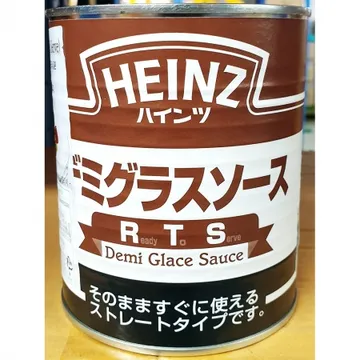 HEINZ
ハインツ
デミグラスソース
Ready To Serve
Demi Glace Sauce
そのまますぐに使える
ストレートタイプです。